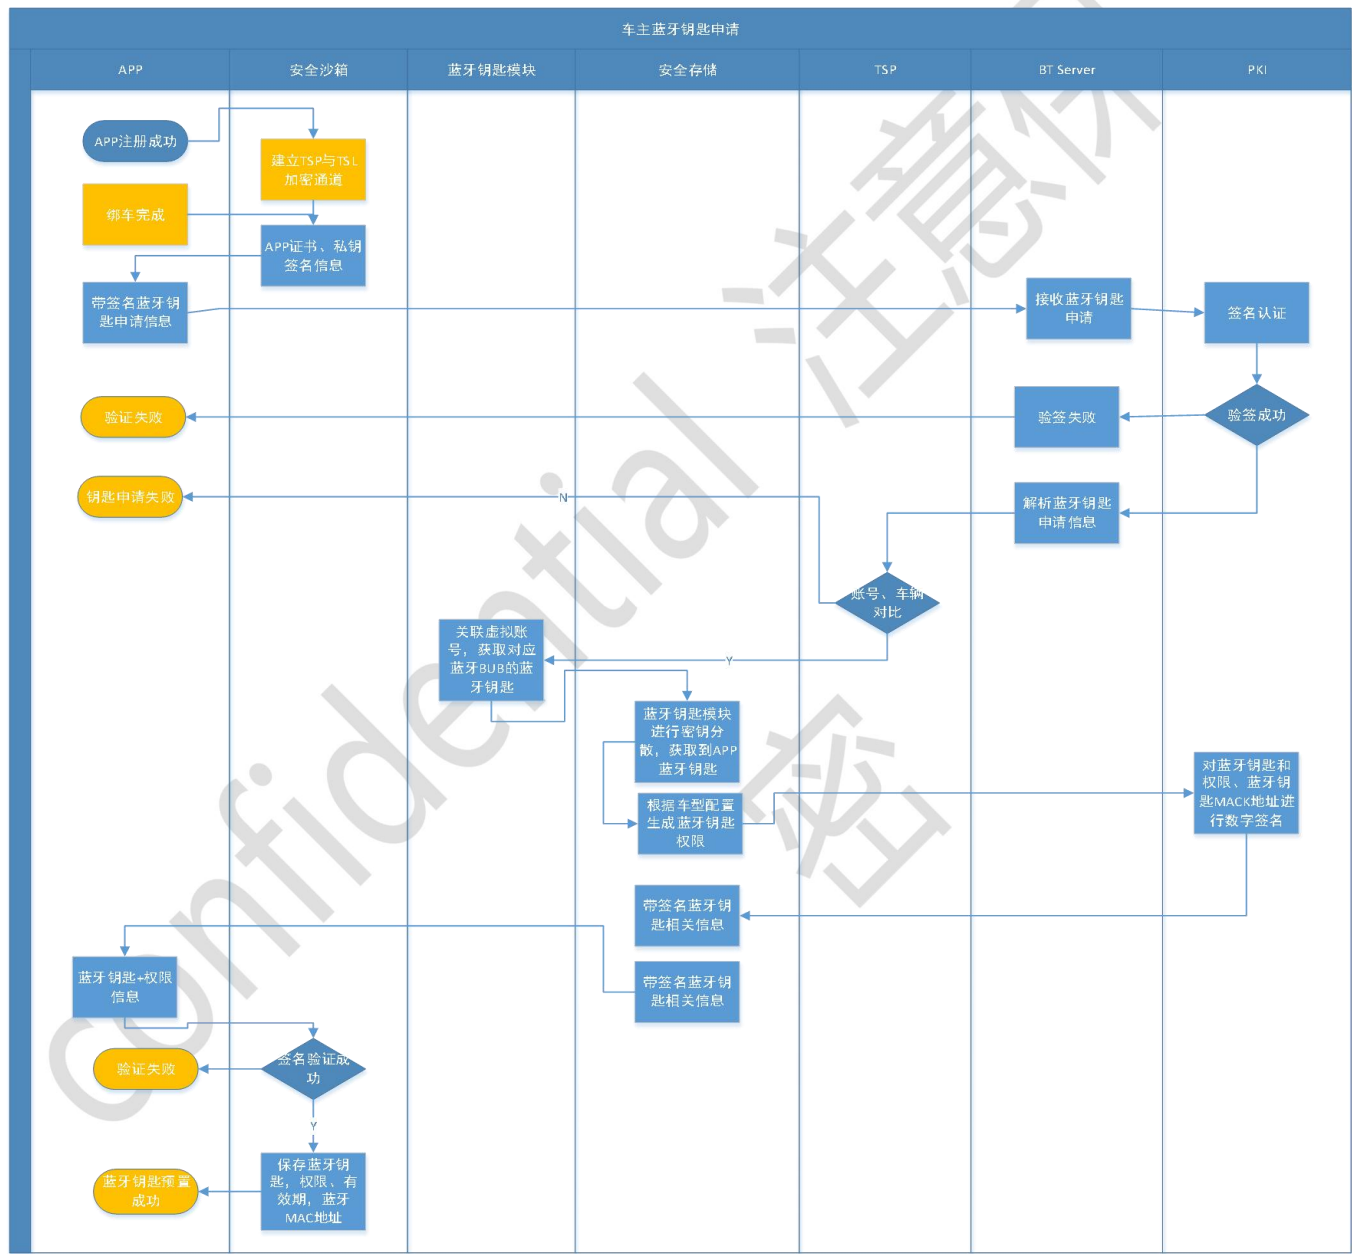 车主蓝牙钥匙申请
APP
安全沙箱
蓝牙钥匙模块
安全存储
TSP
BT Server
PKI
APP注册成功
建立TSP与TSL
加密通道
绑车完成
APP证书、私钥
签名信息
带签名蓝牙钥
匙申请信息
接收蓝牙钥匙
申请
签名认证
验证失败
验签失败
验签成功
钥匙申请失败
N
解析蓝牙钥匙
申请信息
账号、车辆
对比
关联虚拟账
号，获取对应
蓝牙BUB的蓝
牙钥匙
Y
蓝牙钥匙模块
进行密钥分
散，获取到APP
蓝牙钥匙
根据车型配置
生成蓝牙钥匙
权限
对蓝牙钥匙和
权限、蓝牙钥
匙MACK地址进
行数字签名
带签名蓝牙钥
匙相关信息
蓝牙钥匙+权限
信息
带签名蓝牙钥
匙相关信息
验证失败
签名验证成
功
Y
蓝牙钥匙预置
成功
保存蓝牙钥
匙，权限、有
效期，蓝牙
MAC地址
confidential 注意保
密